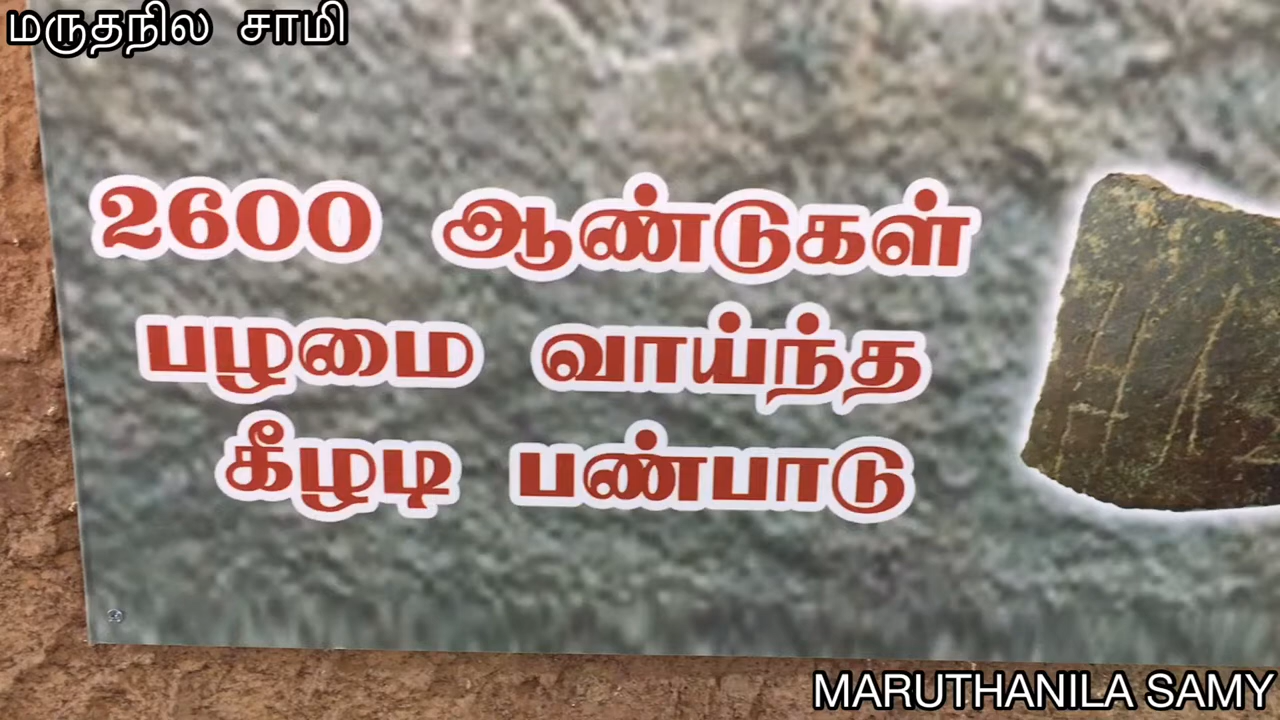 மருதநில சாமி
2600 ஆண்டுகள்
பழமை வாய்ந்த
கீழடி பண்பாடு
MARUTHANILA SAMY